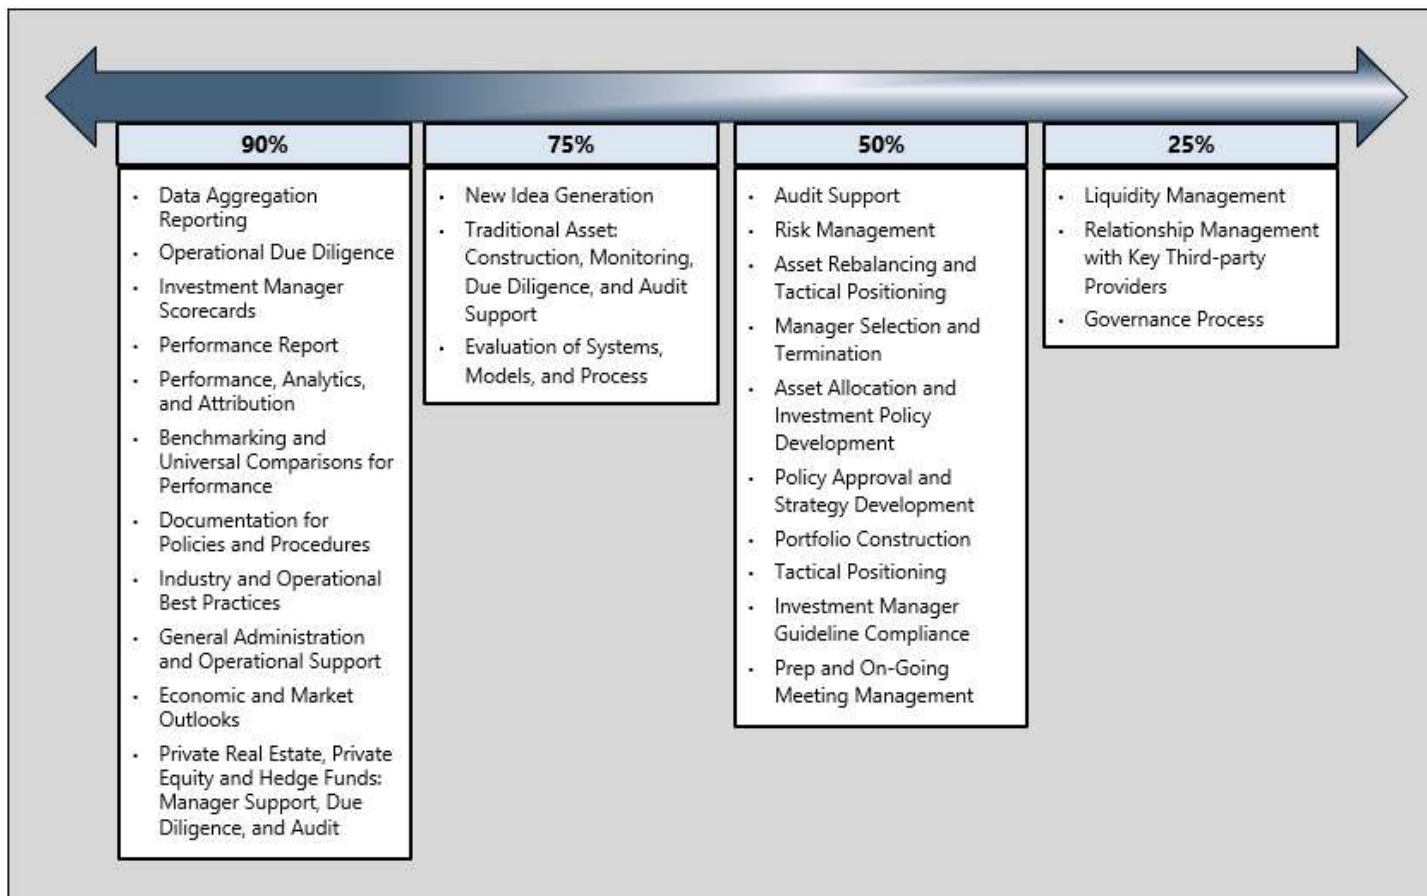 90%
• Data Aggregation
Reporting
• Operational Due Diligence
• Investment Manager
Scorecards
• Performance Report
• Performance, Analytics,
and Attribution
• Benchmarking and
Universal Comparisons for
Performance
• Documentation for
Policies and Procedures
• Industry and Operational
Best Practices
• General Administration
and Operational Support
• Economic and Market
Outlooks
• Private Real Estate, Private
Equity and Hedge Funds:
Manager Support, Due
Diligence, and Audit
75%
• New Idea Generation
• Traditional Asset:
Construction, Monitoring,
Due Diligence, and Audit
Support
• Evaluation of Systems,
Models, and Process
50%
• Audit Support
• Risk Management
• Asset Rebalancing and
Tactical Positioning
• Manager Selection and
Termination
• Asset Allocation and
Investment Policy
Development
• Policy Approval and
Strategy Development
• Portfolio Construction
• Tactical Positioning
• Investment Manager
Guideline Compliance
• Prep and On-Going
Meeting Management
25%
• Liquidity Management
• Relationship Management
with Key Third-party
Providers
• Governance Process